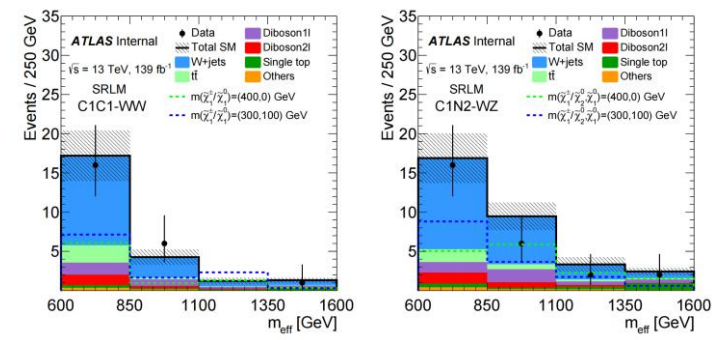 Events / 250 GeV
35
30
25
20
15
10
5
ATLAS Internal
√s = 13 TeV, 139 fb⁻¹
SRLM
C1C1-WW
Data
Total SM
W+jets
tt̄
Diboson1l
Diboson2l
Single top
Others
m(χ̃₁±/χ̃₁⁰)=(400,0) GeV
m(χ̃₁±/χ̃₁⁰)=(300,100) GeV
600 850 1100 1350 1600
m_eff [GeV]
Events / 250 GeV
35
30
25
20
15
10
5
ATLAS Internal
√s = 13 TeV, 139 fb⁻¹
SRLM
C1N2-WZ
Data
Total SM
W+jets
tt̄
Diboson1l
Diboson2l
Single top
Others
m(χ̃₁±/χ̃₂⁰,χ̃₁⁰)=(400,0) GeV
m(χ̃₁±/χ̃₂⁰,χ̃₁⁰)=(300,100) GeV
600 850 1100 1350 1600
m_eff [GeV]